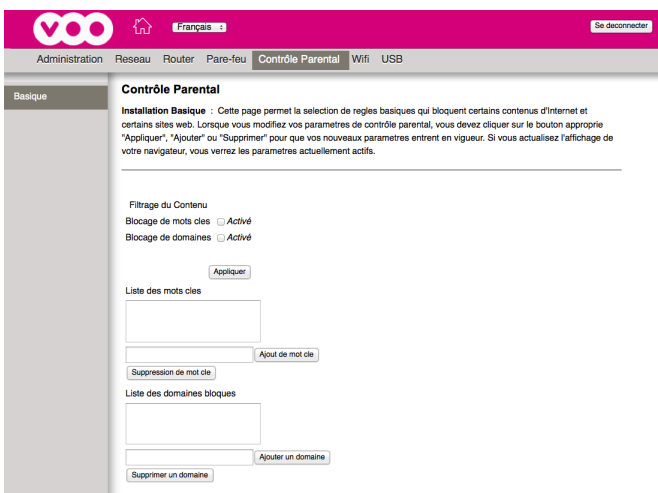 VOO
Français
Se deconnecter
Administration Reseau Router Pare-feu Contrôle Parental Wifi USB
Basique
Contrôle Parental
Installation Basique : Cette page permet la selection de regles basiques qui bloquent certains contenus d'Internet et
certains sites web. Lorsque vous modifiez vos parametres de contrôle parental, vous devez cliquer sur le bouton approprie
"Appliquer", "Ajouter" ou "Supprimer" pour que vos nouveaux parametres entrent en vigueur. Si vous actualisez l'affichage de
votre navigateur, vous verrez les parametres actuellement actifs.
Filtrage du Contenu
Blocage de mots cles Activé
Blocage de domaines Activé
Appliquer
Liste des mots cles
Ajout de mot cle
Suppression de mot cle
Liste des domaines bloques
Ajouter un domaine
Supprimer un domaine